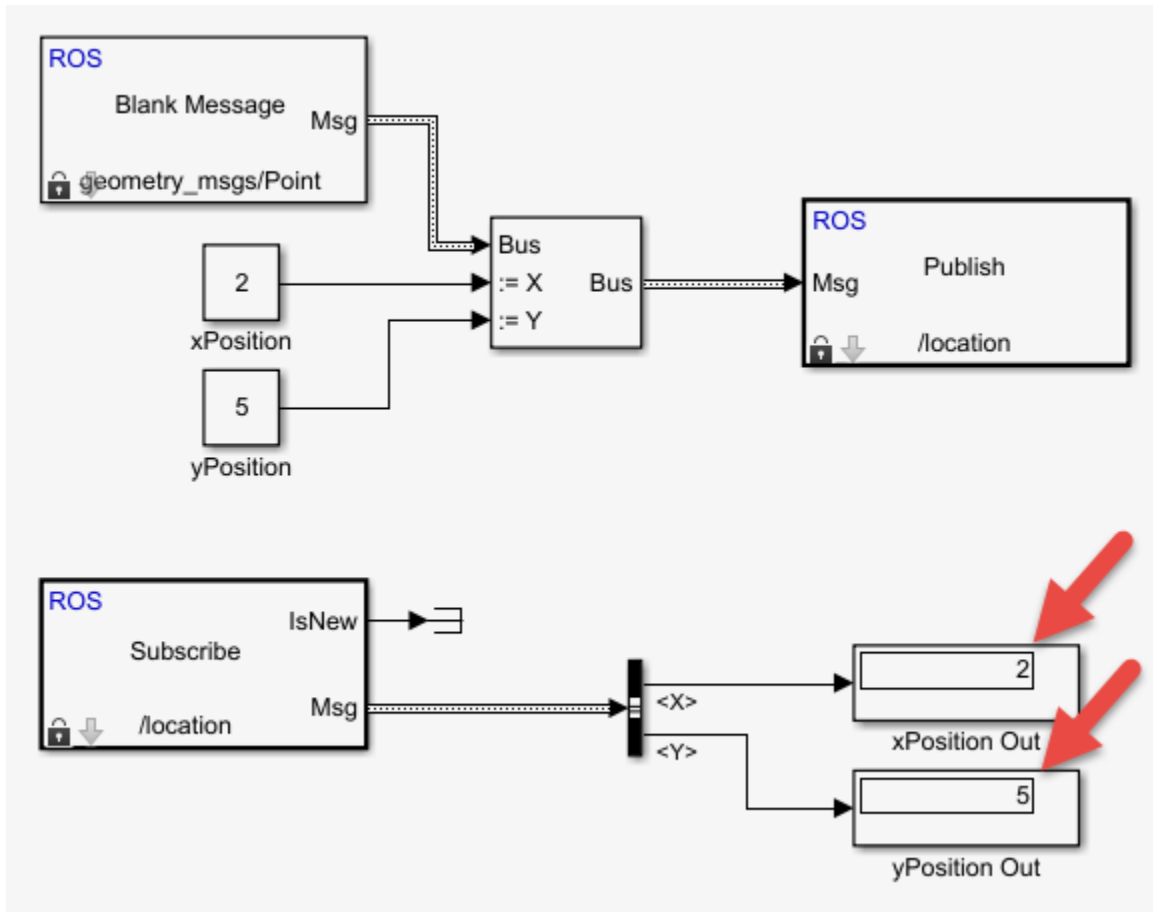 ROS
Blank Message
Msg
geometry_msgs/Point
2
xPosition
5
yPosition
Bus
:= X
:= Y
Bus
ROS
Publish
Msg
/location
ROS
IsNew
Subscribe
Msg
/location
<X>
<Y>
2
xPosition Out
5
yPosition Out